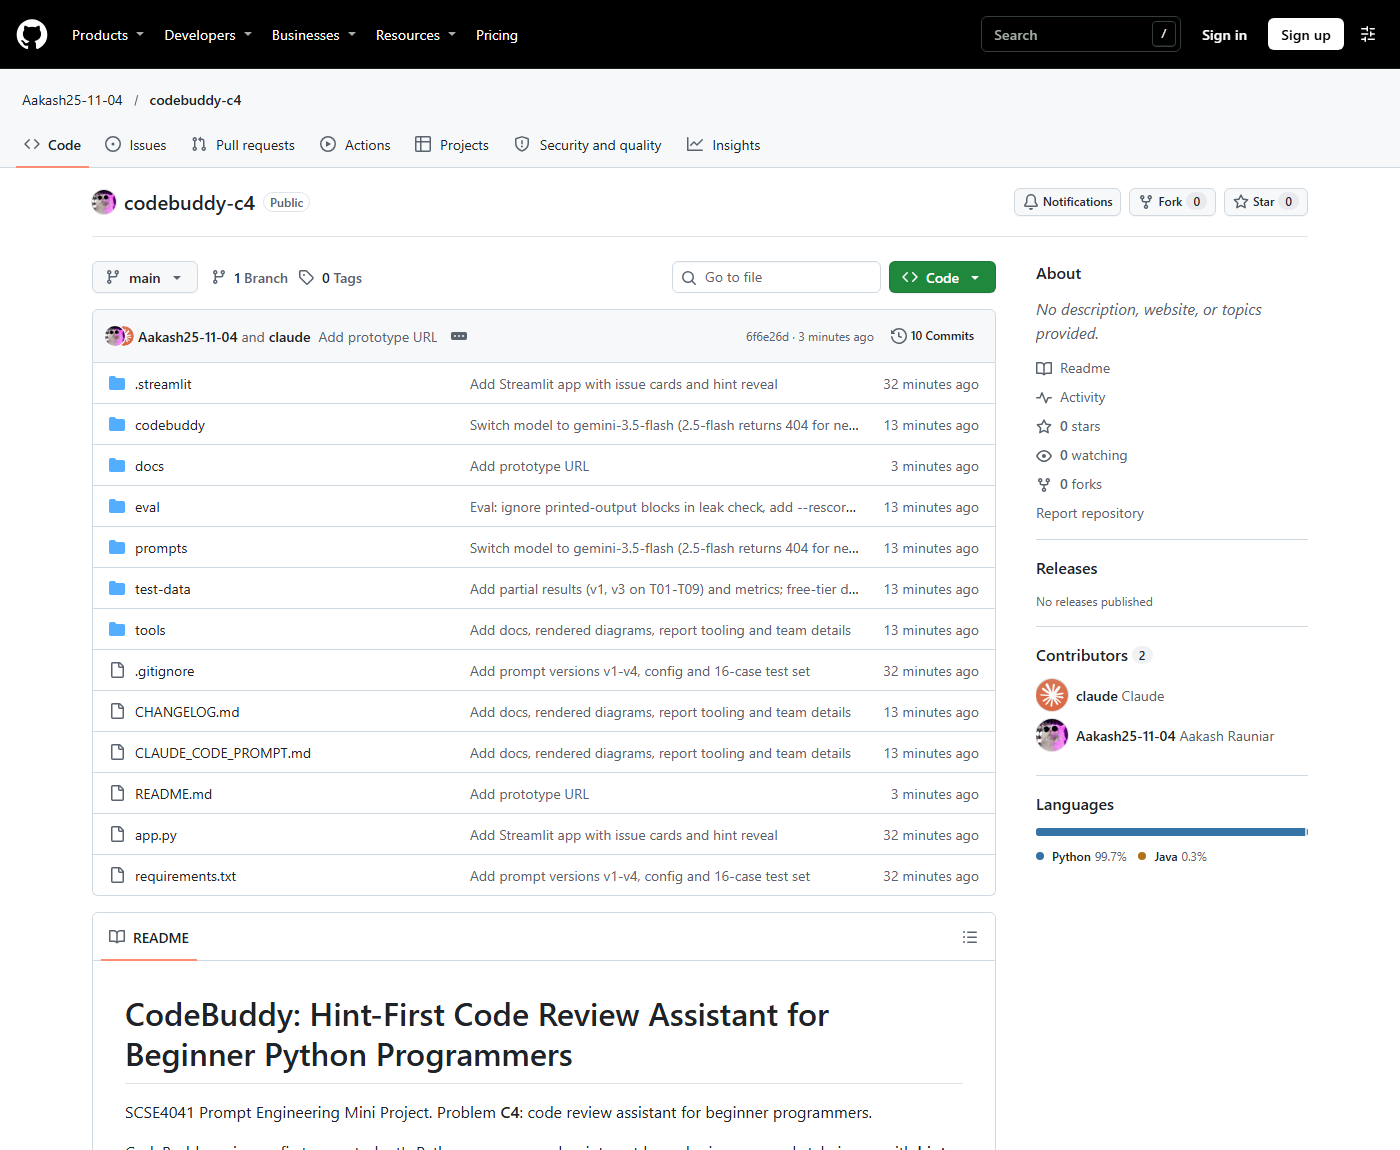 Products Developers Businesses Resources Pricing Search / Sign in Sign up
Aakash25-11-04 / codebuddy-c4
Code Issues Pull requests Actions Projects Security and quality Insights
codebuddy-c4 Public Notifications Fork 0 Star 0
main 1 Branch 0 Tags Go to file Code
Aakash25-11-04 and claude Add prototype URL 6f6e26d · 3 minutes ago 10 Commits
.streamlit Add Streamlit app with issue cards and hint reveal 32 minutes ago
codebuddy Switch model to gemini-3.5-flash (2.5-flash returns 404 for ne... 13 minutes ago
docs Add prototype URL 3 minutes ago
eval Eval: ignore printed-output blocks in leak check, add --rescor... 13 minutes ago
prompts Switch model to gemini-3.5-flash (2.5-flash returns 404 for ne... 13 minutes ago
test-data Add partial results (v1, v3 on T01-T09) and metrics; free-tier d... 13 minutes ago
tools Add docs, rendered diagrams, report tooling and team details 13 minutes ago
.gitignore Add prompt versions v1-v4, config and 16-case test set 32 minutes ago
CHANGELOG.md Add docs, rendered diagrams, report tooling and team details 13 minutes ago
CLAUDE_CODE_PROMPT.md Add docs, rendered diagrams, report tooling and team details 13 minutes ago
README.md Add prototype URL 3 minutes ago
app.py Add Streamlit app with issue cards and hint reveal 32 minutes ago
requirements.txt Add prompt versions v1-v4, config and 16-case test set 32 minutes ago
README
CodeBuddy: Hint-First Code Review Assistant for
Beginner Python Programmers
SCSE4041 Prompt Engineering Mini Project. Problem C4: code review assistant for beginner programmers.
About
No description, website, or topics
provided.
Readme
Activity
0 stars
0 watching
0 forks
Report repository
Releases
No releases published
Contributors 2
claude Claude
Aakash25-11-04 Aakash Rauniar
Languages
Python 99.7% Java 0.3%